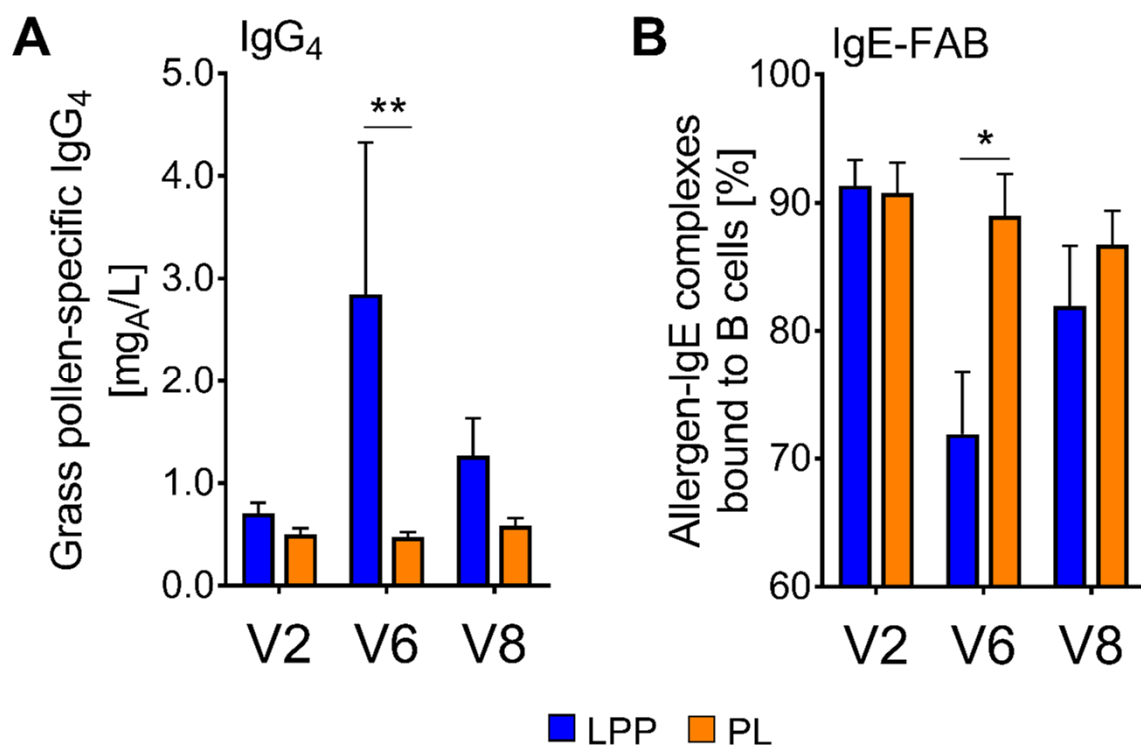 A
IgG4
Grass pollen-specific IgG4
[mgA/L]
5.0
4.0
3.0
2.0
1.0
0.0
**
V2 V6 V8
B
IgE-FAB
Allergen-IgE complexes
bound to B cells [%]
100
90
80
70
60
*
V2 V6 V8
LPP PL